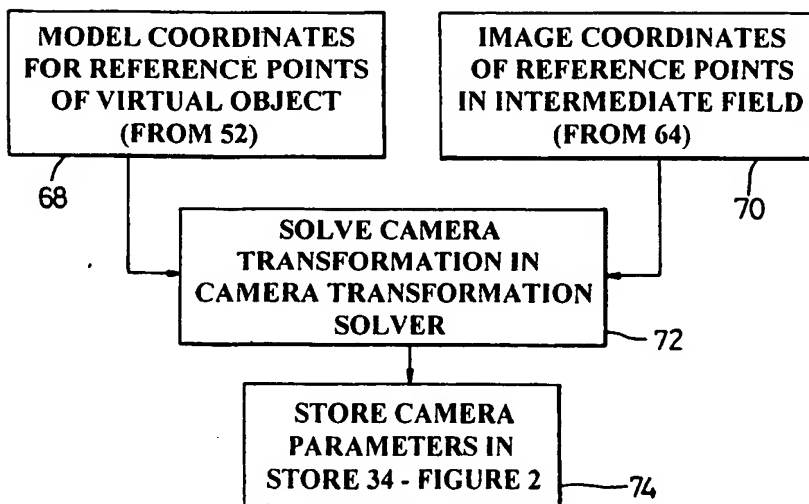 MODEL COORDINATES
FOR REFERENCE POINTS
OF VIRTUAL OBJECT
(FROM 52)
68
IMAGE COORDINATES
OF REFERENCE POINTS
IN INTERMEDIATE FIELD
(FROM 64)
70
SOLVE CAMERA
TRANSFORMATION IN
CAMERA TRANSFORMATION
SOLVER
72
STORE CAMERA
PARAMETERS IN
STORE 34 - FIGURE 2
74